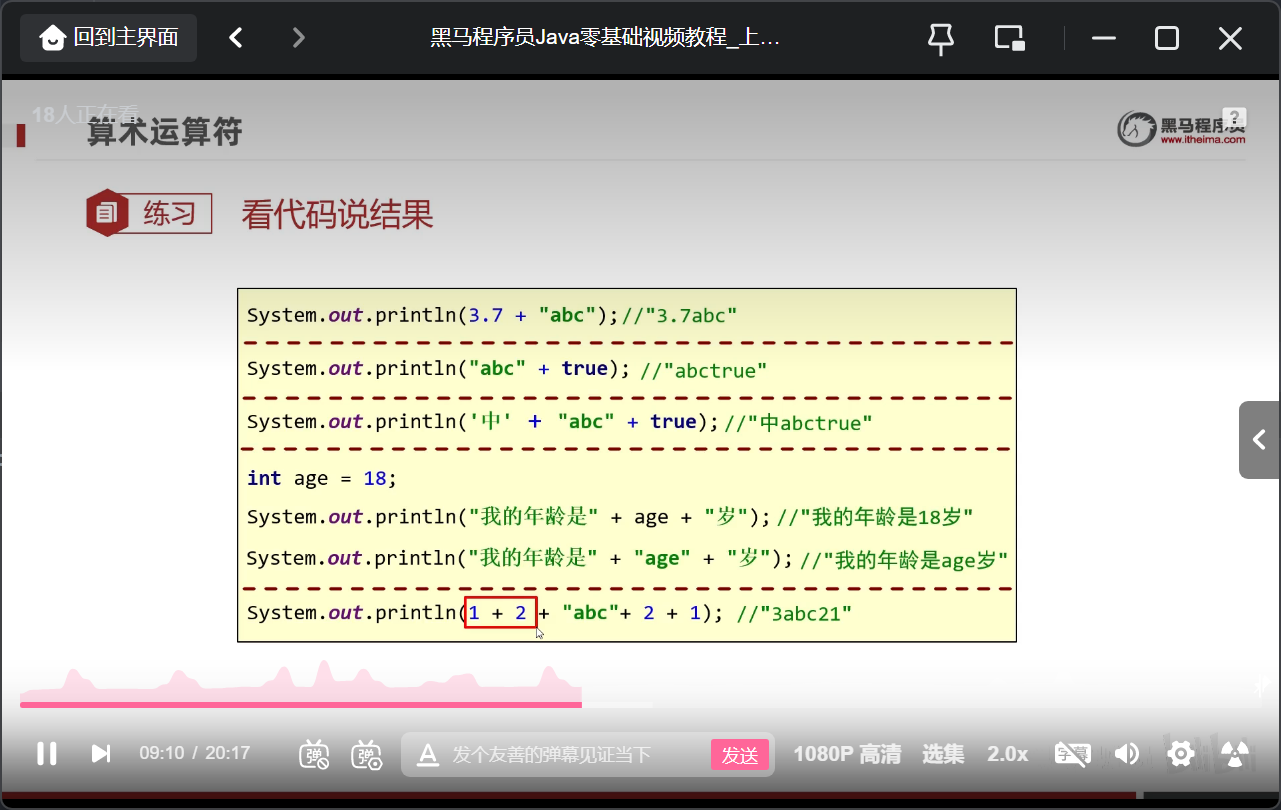 回到主界面
黑马程序员Java零基础视频教程_上…
18人正在看
算术运算符
黑马程序员
www.itheima.com
?
练习
看代码说结果
System.out.println(3.7 + "abc");//"3.7abc"
System.out.println("abc" + true); //"abctrue"
System.out.println('中' + "abc" + true);//"中abctrue"
int age = 18;
System.out.println("我的年龄是" + age + "岁");//"我的年龄是18岁"
System.out.println("我的年龄是" + "age" + "岁");//"我的年龄是age岁"
System.out.println(1 + 2 + "abc"+ 2 + 1); //"3abc21"
09:10 / 20:17
弹
弹
A
发个友善的弹幕见证当下
发送
1080P 高清
选集
2.0x
字幕
bilibili